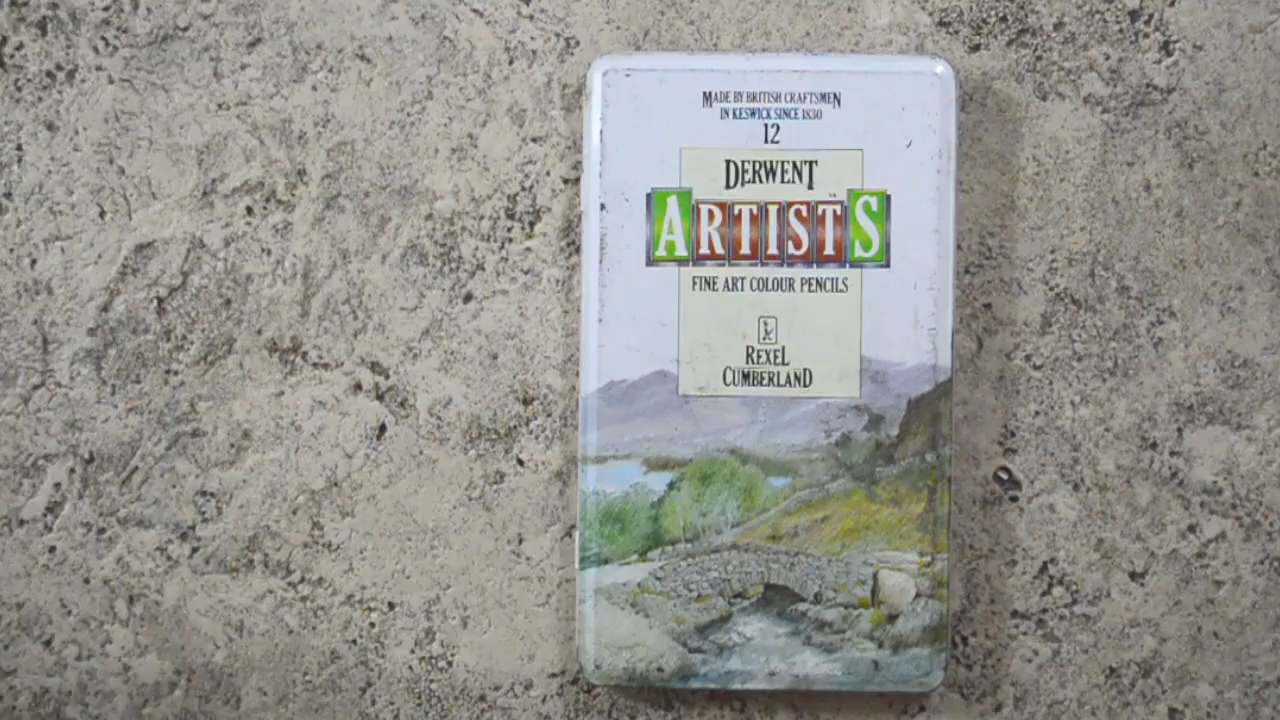 MADE BY BRITISH CRAFTSMEN
IN KESWICK SINCE 1830
12
DERWENT
ARTISTS
FINE ART COLOUR PENCILS
REXEL
CUMBERLAND